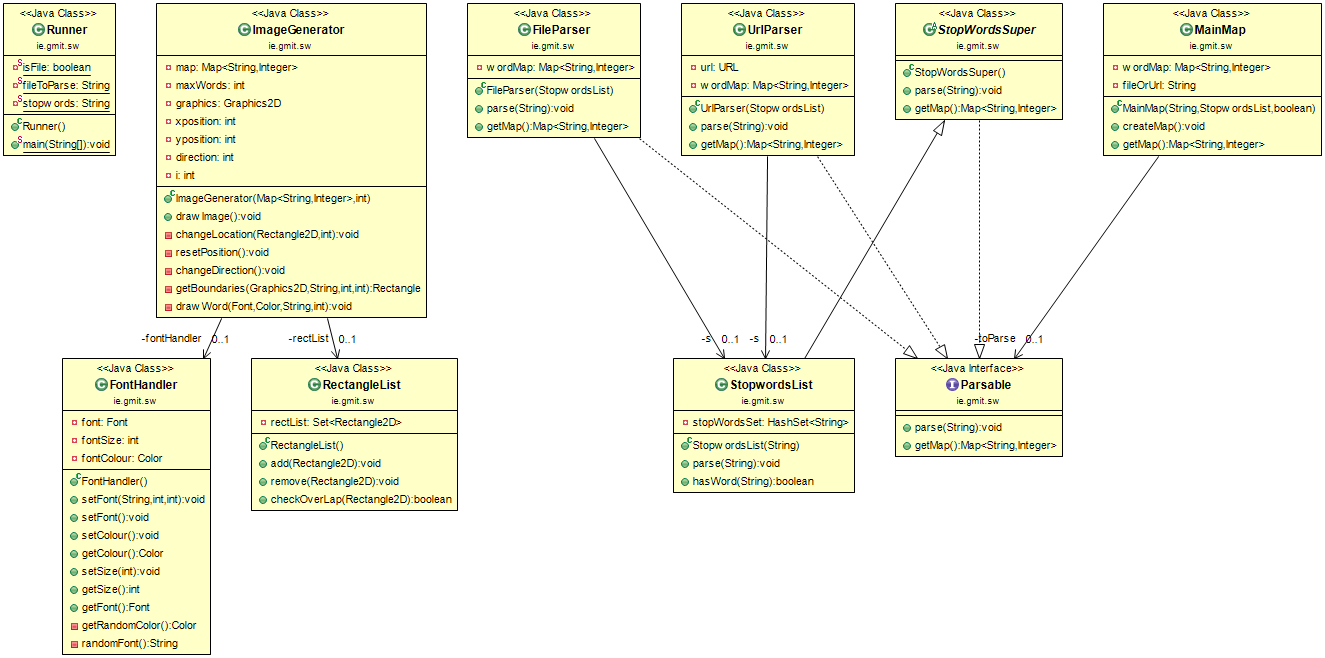 <<Java Class>>
Runner
ie.gmit.sw
isFile: boolean
fileToParse: String
stopwords: String
Runner()
main(String[]):void
<<Java Class>>
ImageGenerator
ie.gmit.sw
map: Map<String,Integer>
maxWords: int
graphics: Graphics2D
xposition: int
yposition: int
direction: int
i: int
ImageGenerator(Map<String,Integer>,int)
drawImage():void
changeLocation(Rectangle2D,int):void
resetPosition():void
changeDirection():void
getBoundaries(Graphics2D,String,int,int):Rectangle
drawWord(Font,Color,String,int):void
<<Java Class>>
FileParser
ie.gmit.sw
wordMap: Map<String,Integer>
FileParser(StopwordsList)
parse(String):void
getMap():Map<String,Integer>
<<Java Class>>
UrlParser
ie.gmit.sw
url: URL
wordMap: Map<String,Integer>
UrlParser(StopwordsList)
parse(String):void
getMap():Map<String,Integer>
<<Java Class>>
StopWordsSuper
ie.gmit.sw
StopWordsSuper()
parse(String):void
getMap():Map<String,Integer>
<<Java Class>>
MainMap
ie.gmit.sw
wordMap: Map<String,Integer>
fileOrUrl: String
MainMap(String,StopwordsList,boolean)
createMap():void
getMap():Map<String,Integer>
-fontHandler 0..1
-rectList 0..1
-s 0..1
-s 0..1
-toParse 0..1
<<Java Class>>
FontHandler
ie.gmit.sw
font: Font
fontSize: int
fontColour: Color
FontHandler()
setFont(String,int,int):void
setFont():void
setColour():void
getColour():Color
setSize(int):void
getSize():int
getFont():Font
getRandomColor():Color
randomFont():String
<<Java Class>>
RectangleList
ie.gmit.sw
rectList: Set<Rectangle2D>
RectangleList()
add(Rectangle2D):void
remove(Rectangle2D):void
checkOverLap(Rectangle2D):boolean
<<Java Class>>
StopwordsList
ie.gmit.sw
stopWordsSet: HashSet<String>
StopwordsList(String)
parse(String):void
hasWord(String):boolean
<<Java Interface>>
Parsable
ie.gmit.sw
parse(String):void
getMap():Map<String,Integer>